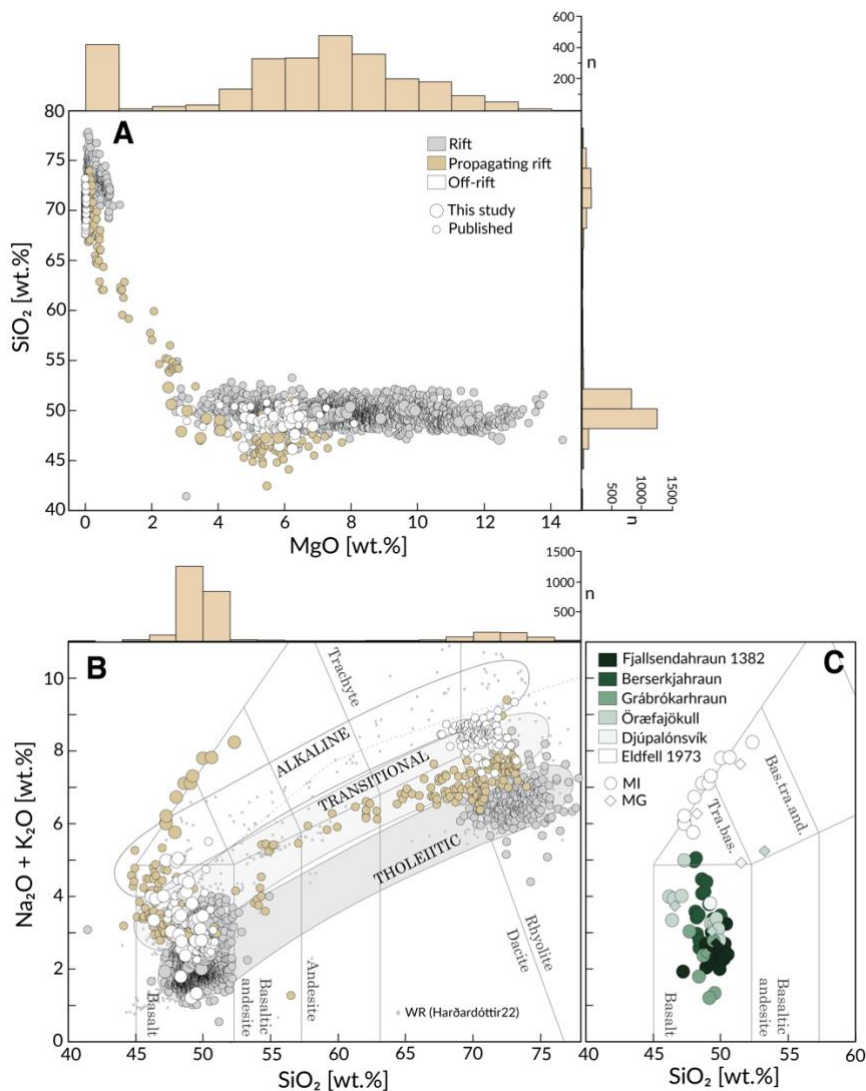 600
400
200
n
80
75
70
65
60
55
50
45
40
SiO₂ [wt.%]
A
Rift
Propagating rift
Off-rift
This study
Published
0 2 4 6 8 10 12 14
MgO [wt.%]
500
1000
1500
n
1500
1000
500
n
B
10
8
6
4
2
0
Na₂O + K₂O [wt.%]
Trachyte
ALKALINE
TRANSITIONAL
THOLEIITIC
Basalt
Basaltic
andesite
Andesite
Dacite
Rhyolite
WR (Harðardóttir22)
40 45 50 55 60 65 70 75
SiO₂ [wt.%]
C
Fjallsendahraun 1382
Berserkjahraun
Grábrókarhraun
Öræfajökull
Djúpalónsvík
Eldfell 1973
MI
MG
Tra.bas.
Bas.tra.and.
Basalt
Basaltic
andesite
40 45 50 55 60
SiO₂ [wt.%]